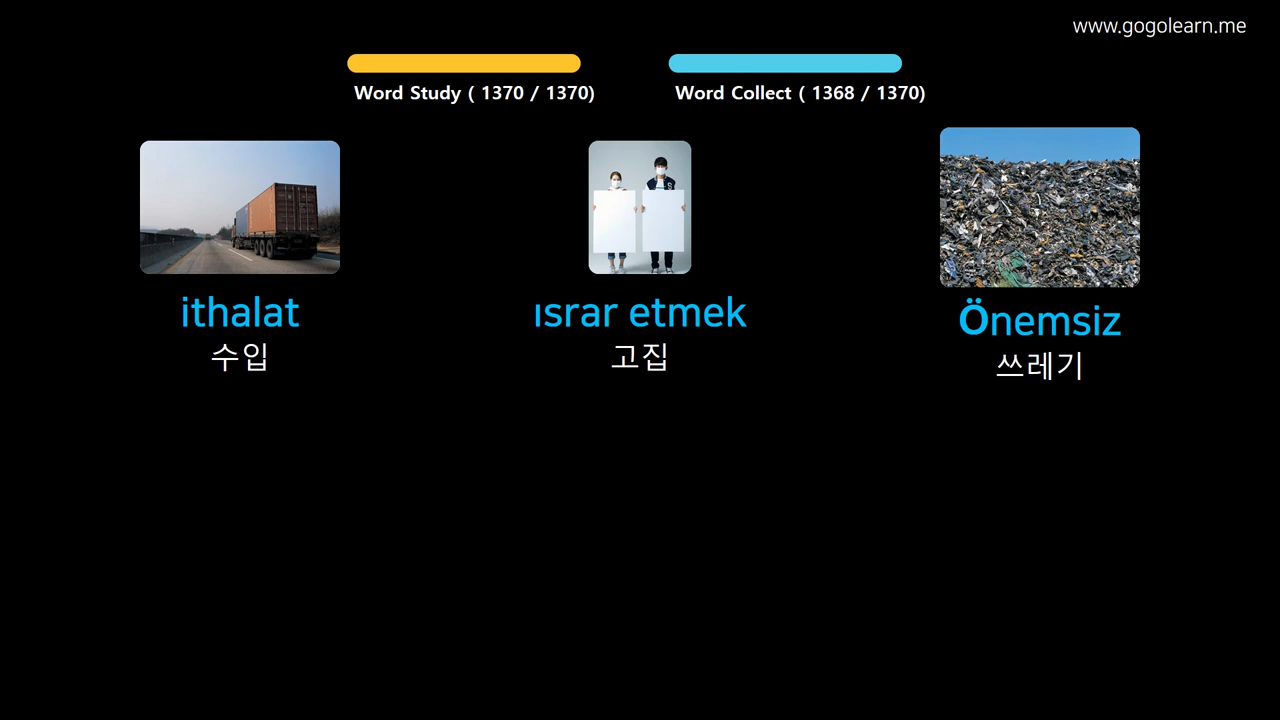 www.gogolearn.me
Word Study ( 1370 / 1370)
Word Collect ( 1368 / 1370)
ithalat
수입
ısrar etmek
고집
Önemsiz
쓰레기